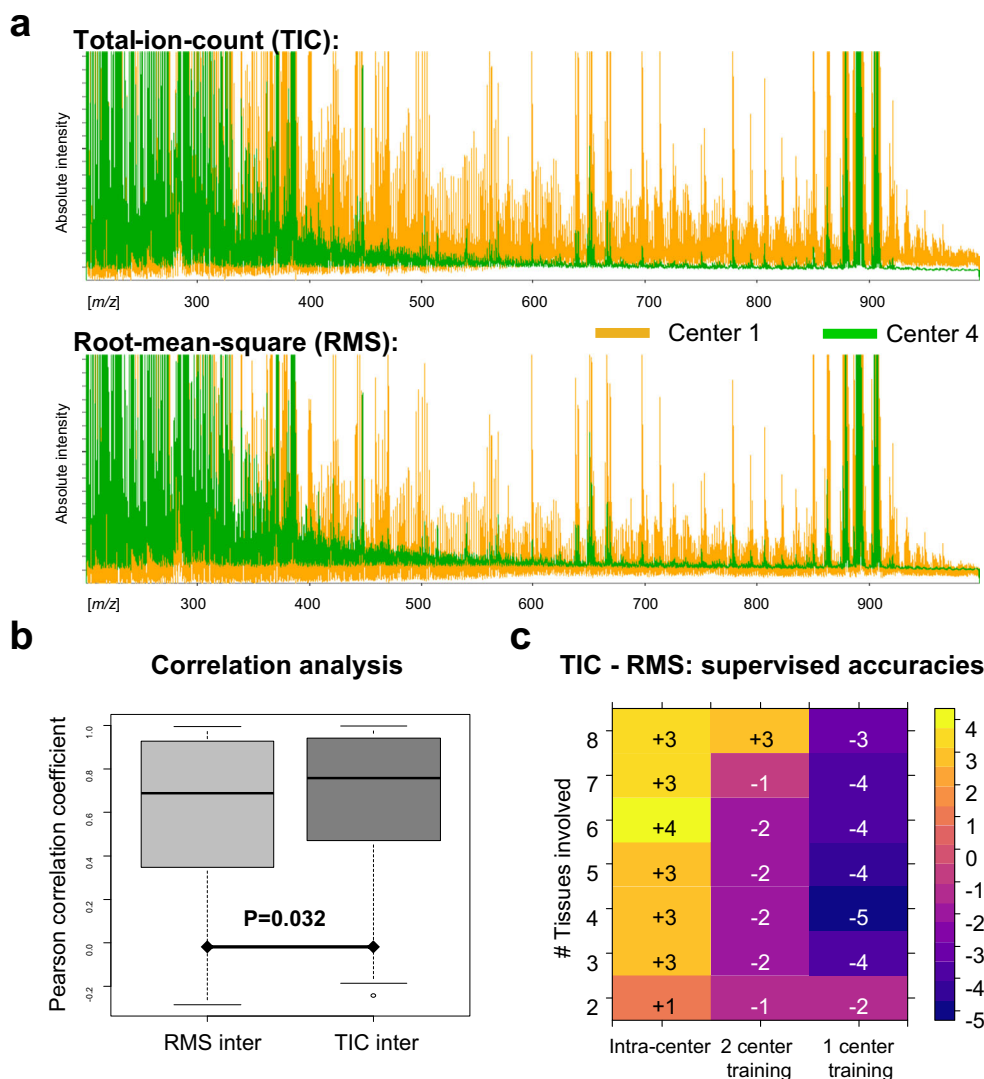 a
Total-ion-count (TIC):
Absolute intensity
[m/z] 300 400 500 600 700 800 900
Root-mean-square (RMS):
Center 1 Center 4
Absolute intensity
[m/z] 300 400 500 600 700 800 900
b
Correlation analysis
Pearson correlation coefficient
1.0
0.8
0.6
0.4
0.2
0.0
-0.2
P=0.032
RMS inter TIC inter
c
TIC - RMS: supervised accuracies
# Tissues involved
8 +3 +3 -3
7 +3 -1 -4
6 +4 -2 -4
5 +3 -2 -4
4 +3 -2 -5
3 +3 -2 -4
2 +1 -1 -2
Intra-center 2 center training 1 center training
4
3
2
1
0
-1
-2
-3
-4
-5